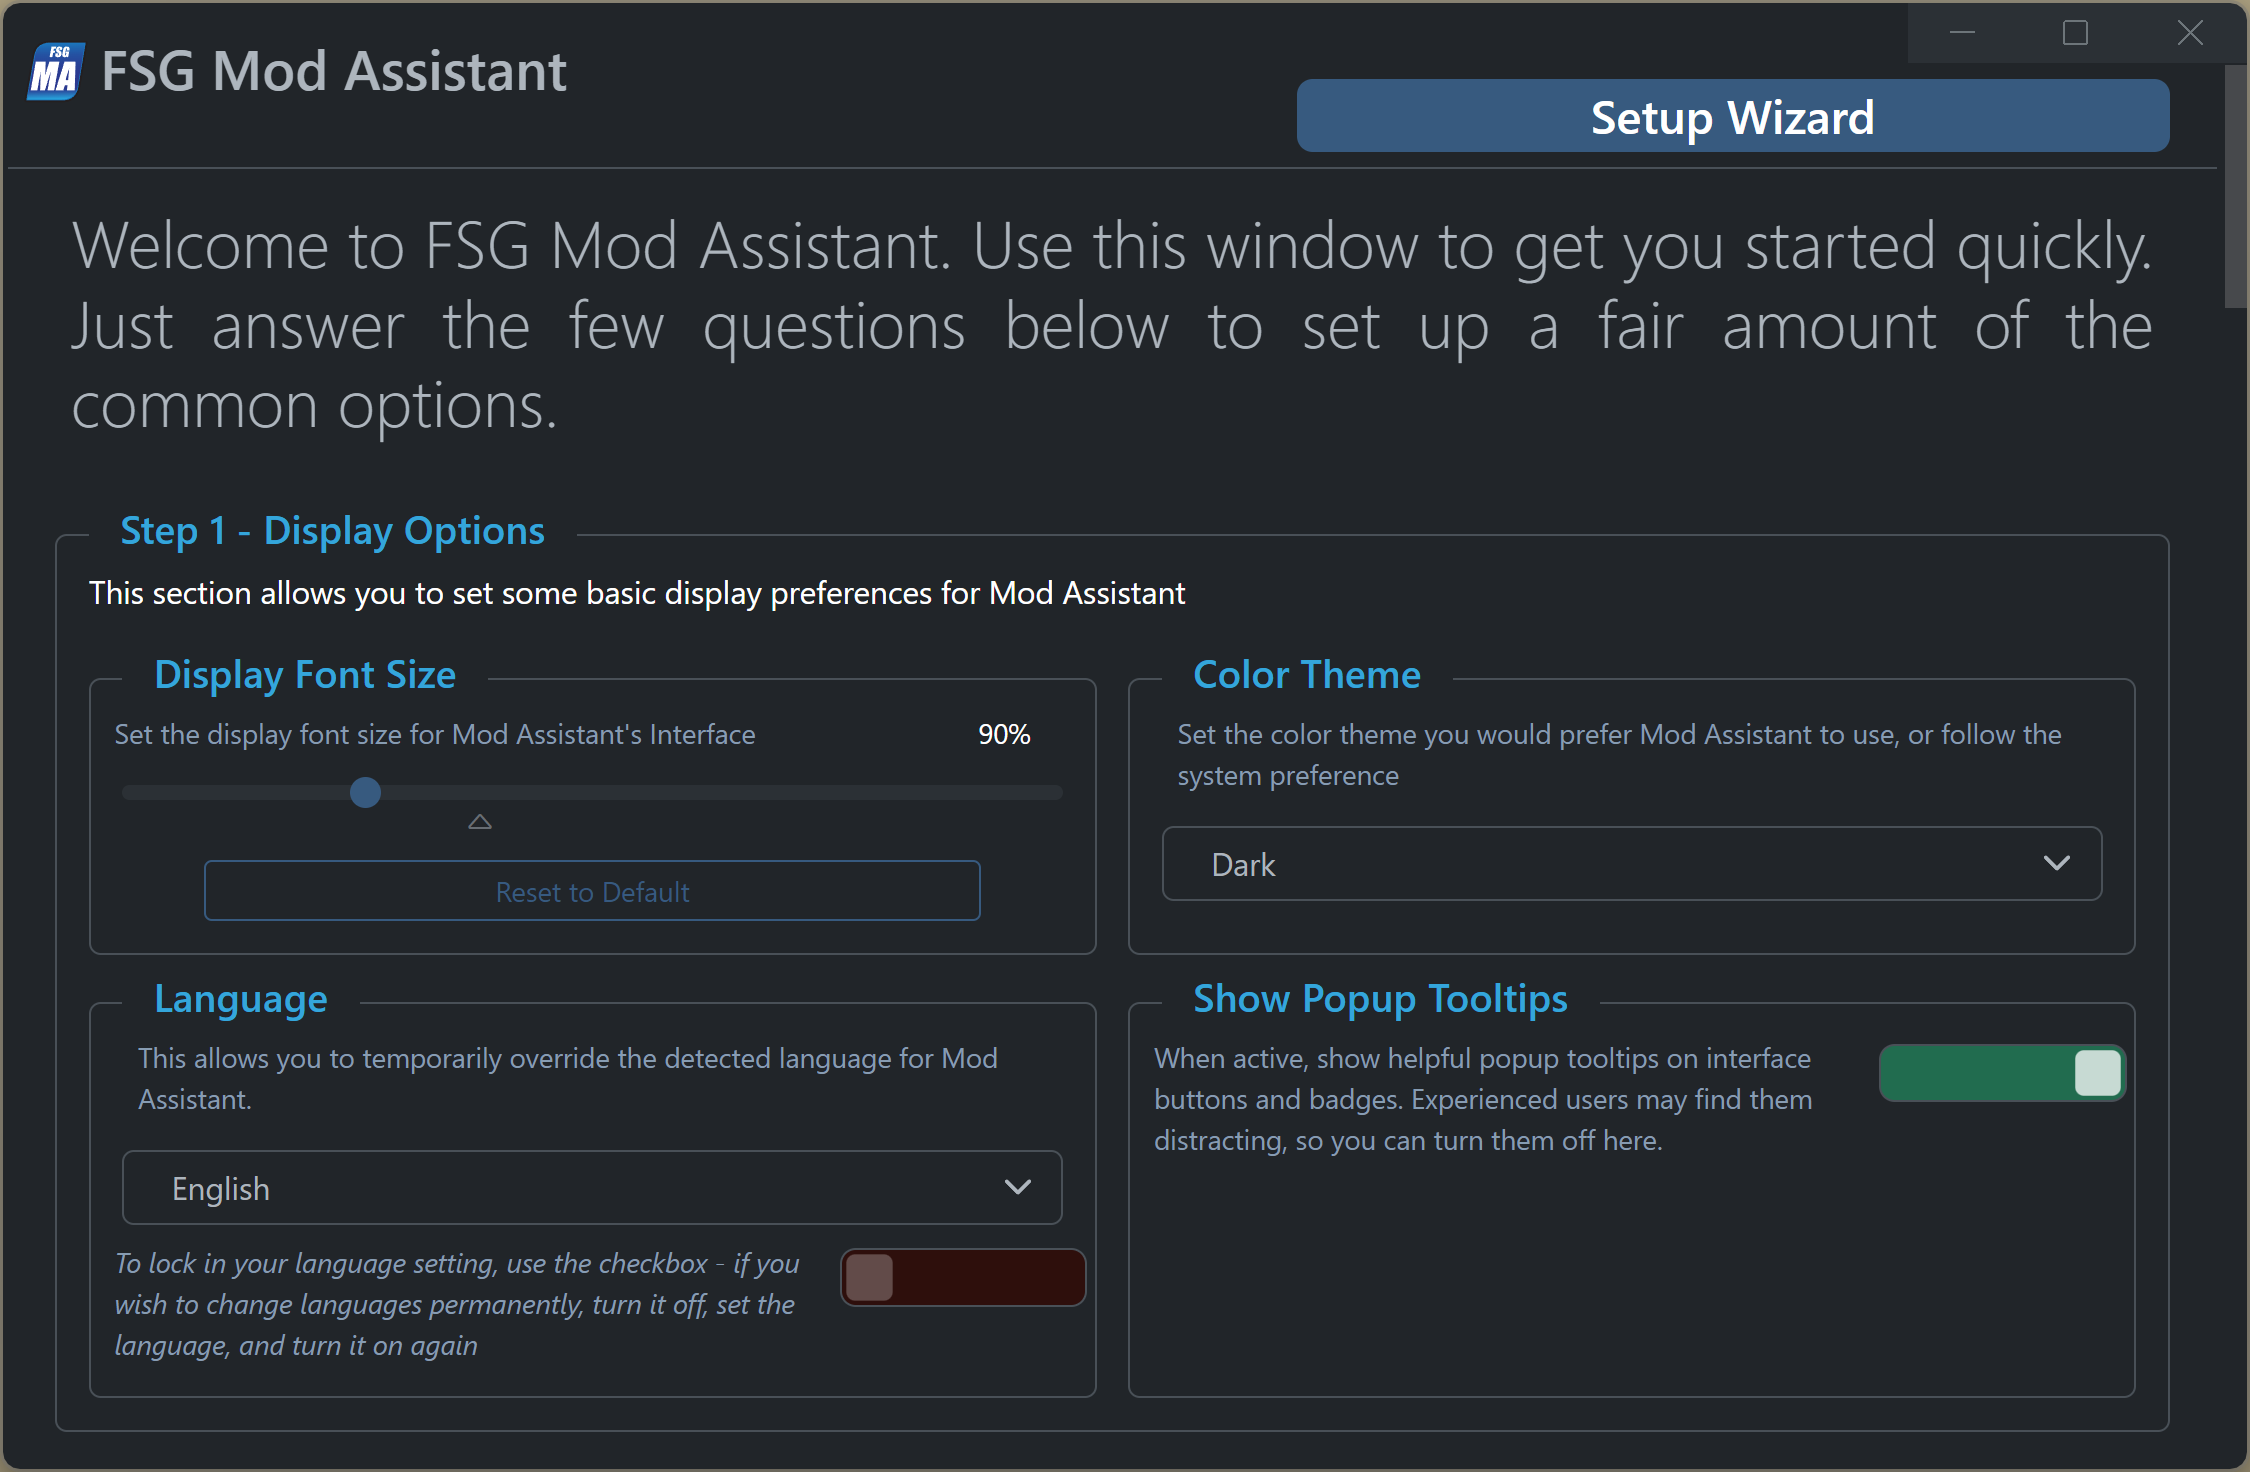 FSG
MA
FSG Mod Assistant
Setup Wizard
Welcome to FSG Mod Assistant. Use this window to get you started quickly.
Just answer the few questions below to set up a fair amount of the
common options.
Step 1 - Display Options
This section allows you to set some basic display preferences for Mod Assistant
Display Font Size
Set the display font size for Mod Assistant's Interface
90%
Reset to Default
Color Theme
Set the color theme you would prefer Mod Assistant to use, or follow the
system preference
Dark
Language
This allows you to temporarily override the detected language for Mod
Assistant.
English
To lock in your language setting, use the checkbox - if you
wish to change languages permanently, turn it off, set the
language, and turn it on again
Show Popup Tooltips
When active, show helpful popup tooltips on interface
buttons and badges. Experienced users may find them
distracting, so you can turn them off here.